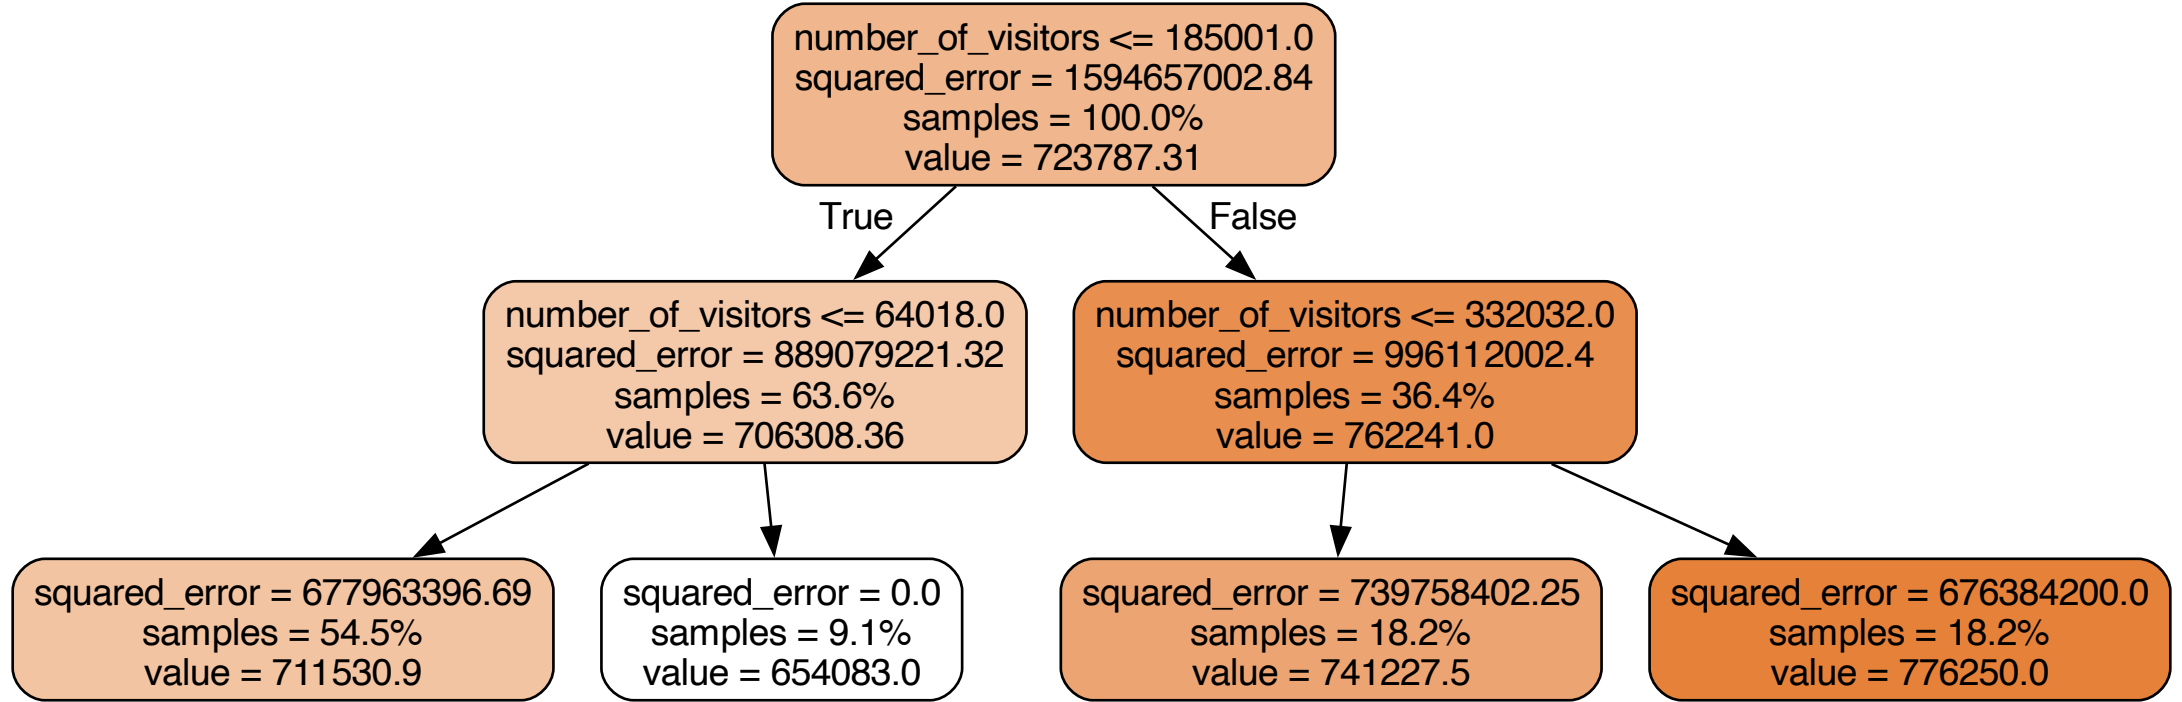 number_of_visitors <= 185001.0
squared_error = 1594657002.84
samples = 100.0%
value = 723787.31
True
False
number_of_visitors <= 64018.0
squared_error = 889079221.32
samples = 63.6%
value = 706308.36
number_of_visitors <= 332032.0
squared_error = 996112002.4
samples = 36.4%
value = 762241.0
squared_error = 677963396.69
samples = 54.5%
value = 711530.9
squared_error = 0.0
samples = 9.1%
value = 654083.0
squared_error = 739758402.25
samples = 18.2%
value = 741227.5
squared_error = 676384200.0
samples = 18.2%
value = 776250.0